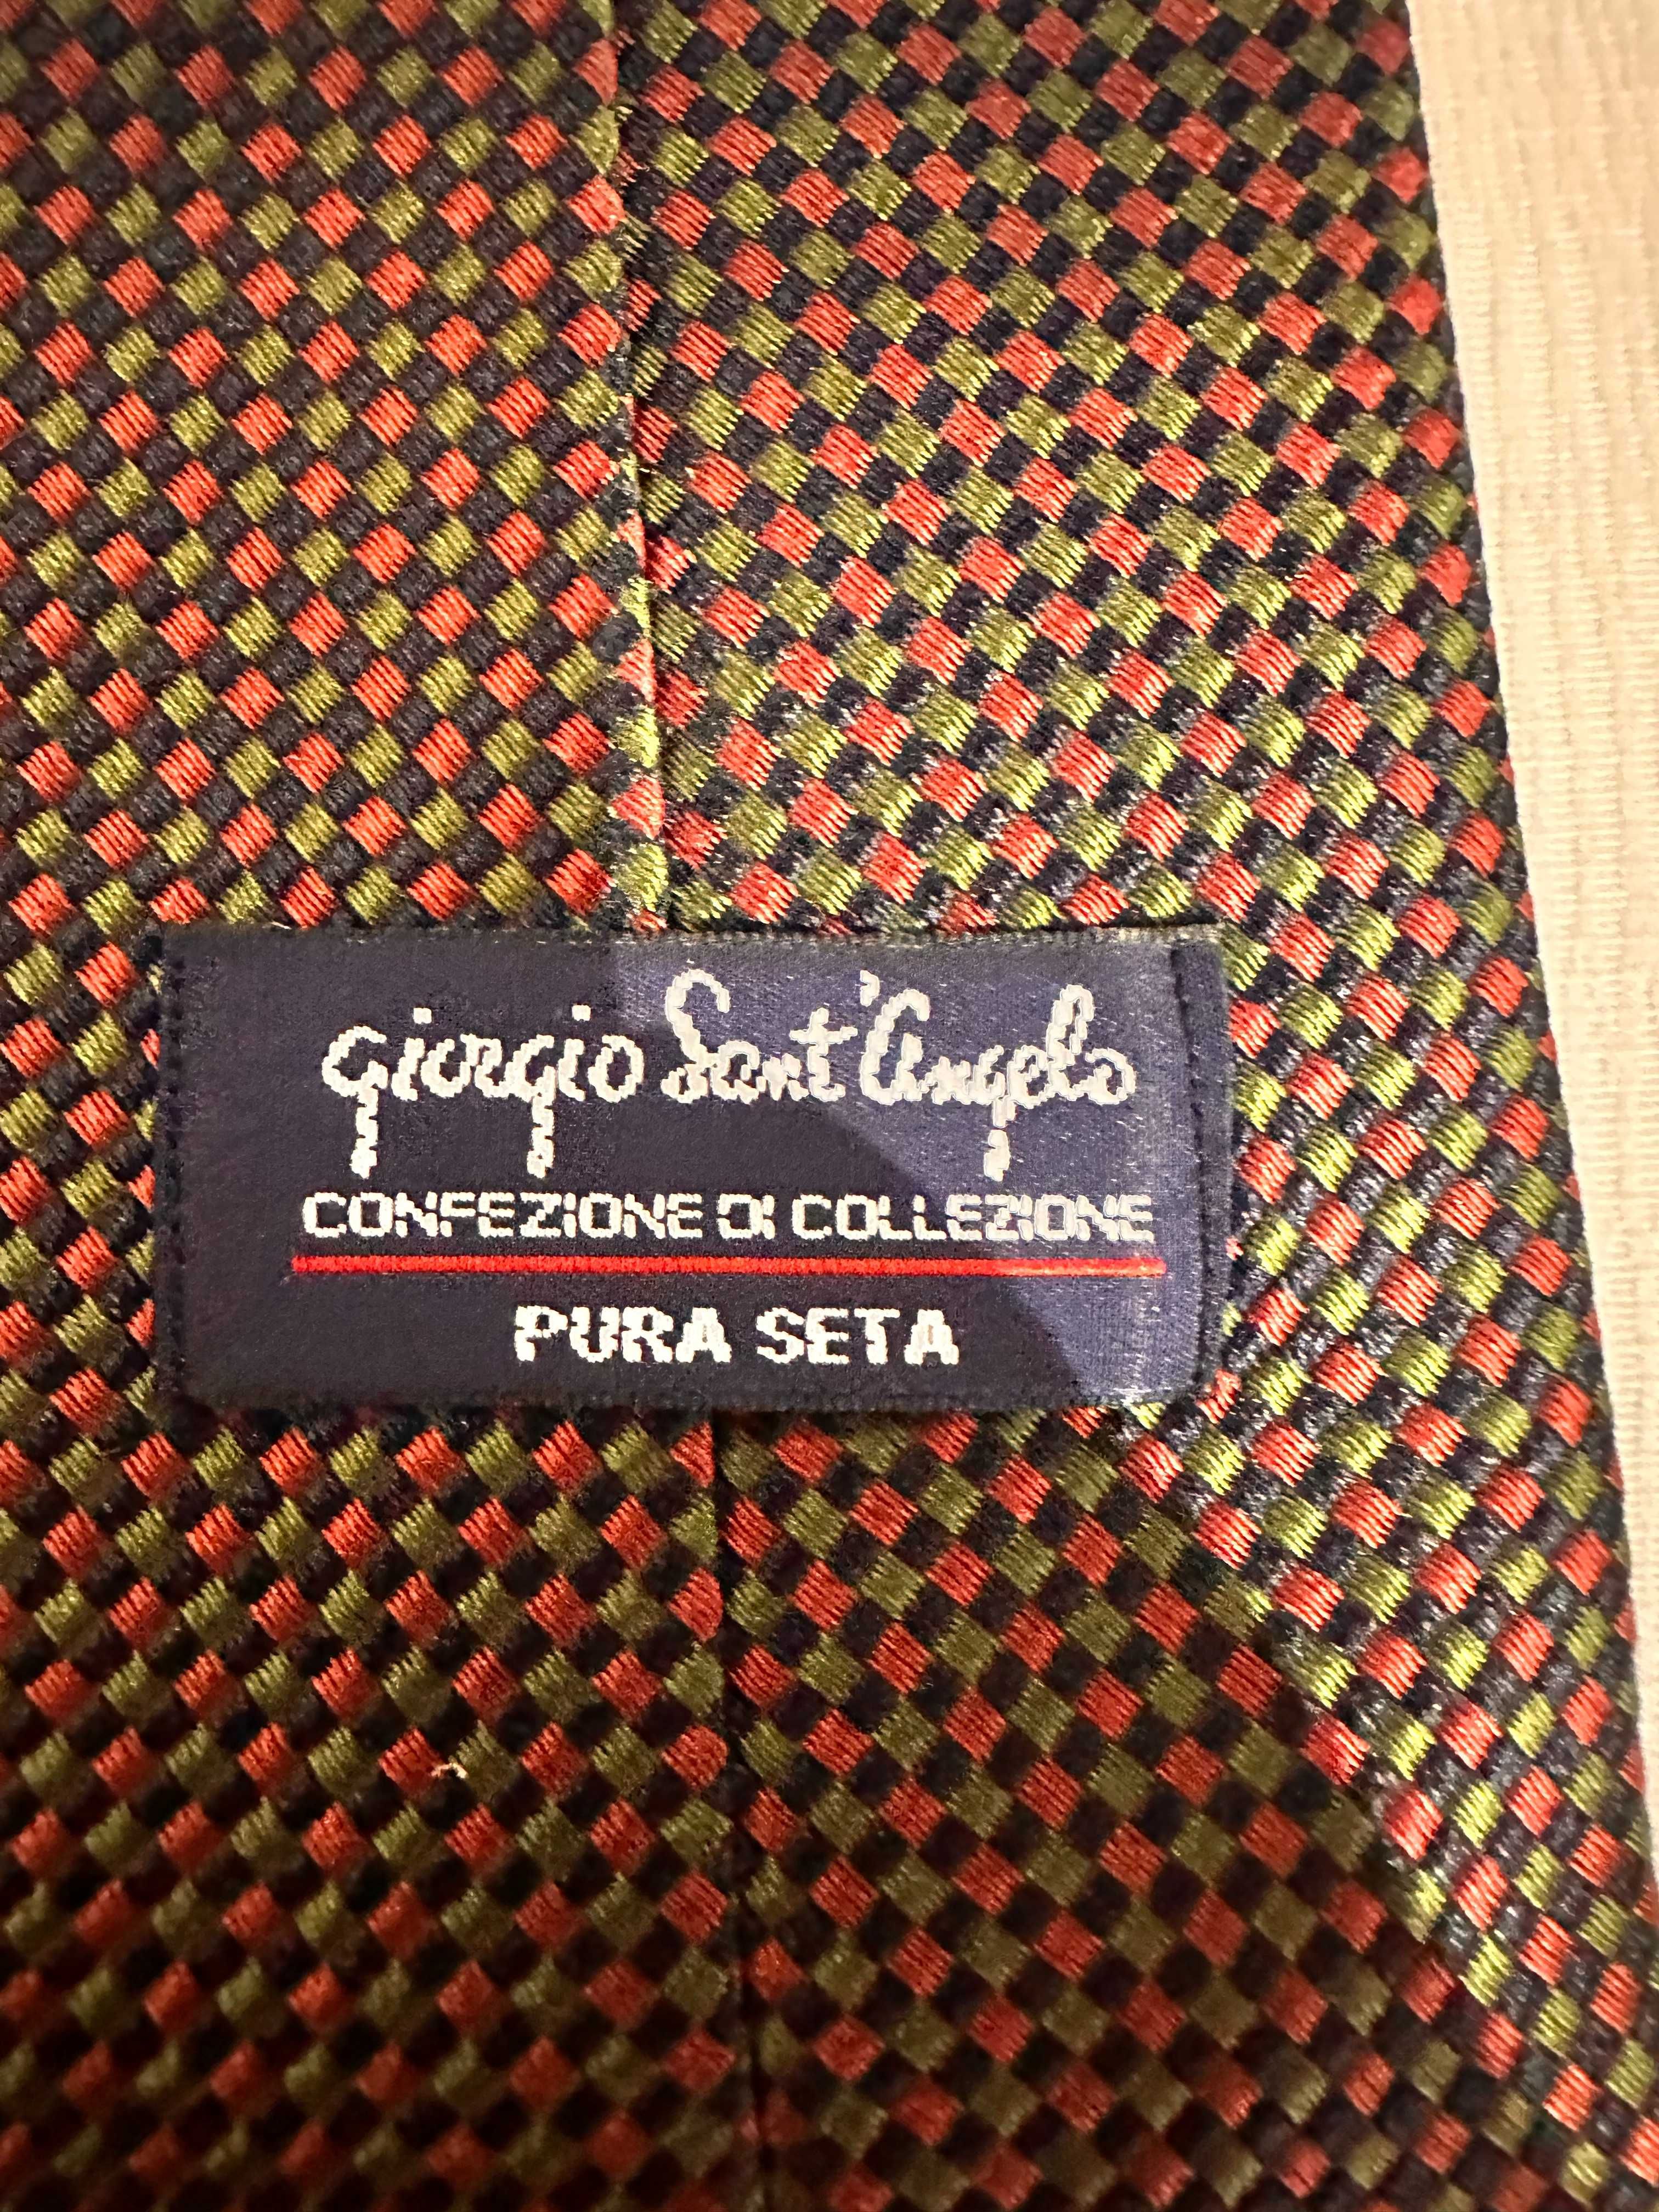 giorgio Sant'Angelo
CONFEZIONE DI COLLEZIONE
PURA SETA